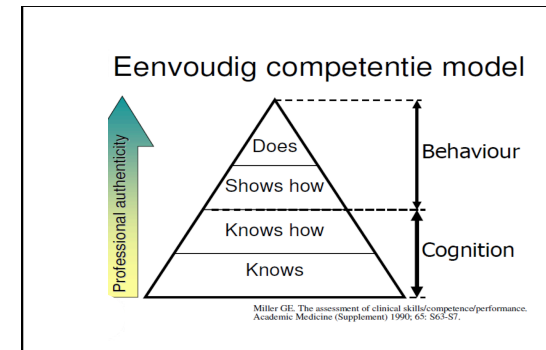 Eenvoudig competentie model
Professional authenticity
Does
Shows how
Knows how
Knows
Behaviour
Cognition
Miller GE. The assessment of clinical skills/competence/performance.
Academic Medicine (Supplement) 1990; 65: S63-S7.